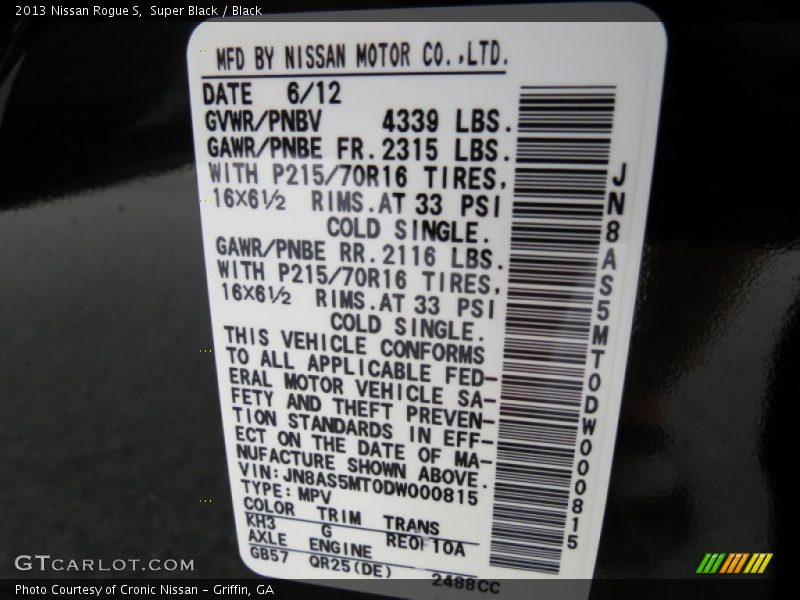 2013 Nissan Rogue S,  Super Black / Black
MFD BY NISSAN MOTOR CO.,LTD.
DATE 6/12
GVWR/PNBV 4339 LBS.
GAWR/PNBE FR. 2315 LBS.
WITH P215/70R16 TIRES,
16X6½ RIMS. AT 33 PSI
COLD SINGLE.
GAWR/PNBE RR. 2116 LBS.
WITH P215/70R16 TIRES,
16X6½ RIMS. AT 33 PSI
COLD SINGLE.
THIS VEHICLE CONFORMS
TO ALL APPLICABLE FED-
ERAL MOTOR VEHICLE SA-
FETY AND THEFT PREVEN-
TION STANDARDS IN EFF-
ECT ON THE DATE OF MA-
NUFACTURE SHOWN ABOVE.
VIN: JN8AS5MT0DW000815
TYPE: MPV
COLOR TRIM TRANS
KH3 G RE0F10A
AXLE ENGINE
GB57 QR25(DE) 2488CC
JN8AS5MT0DW000815
GTCARLOT.COM
Photo Courtesy of Cronic Nissan - Griffin, GA